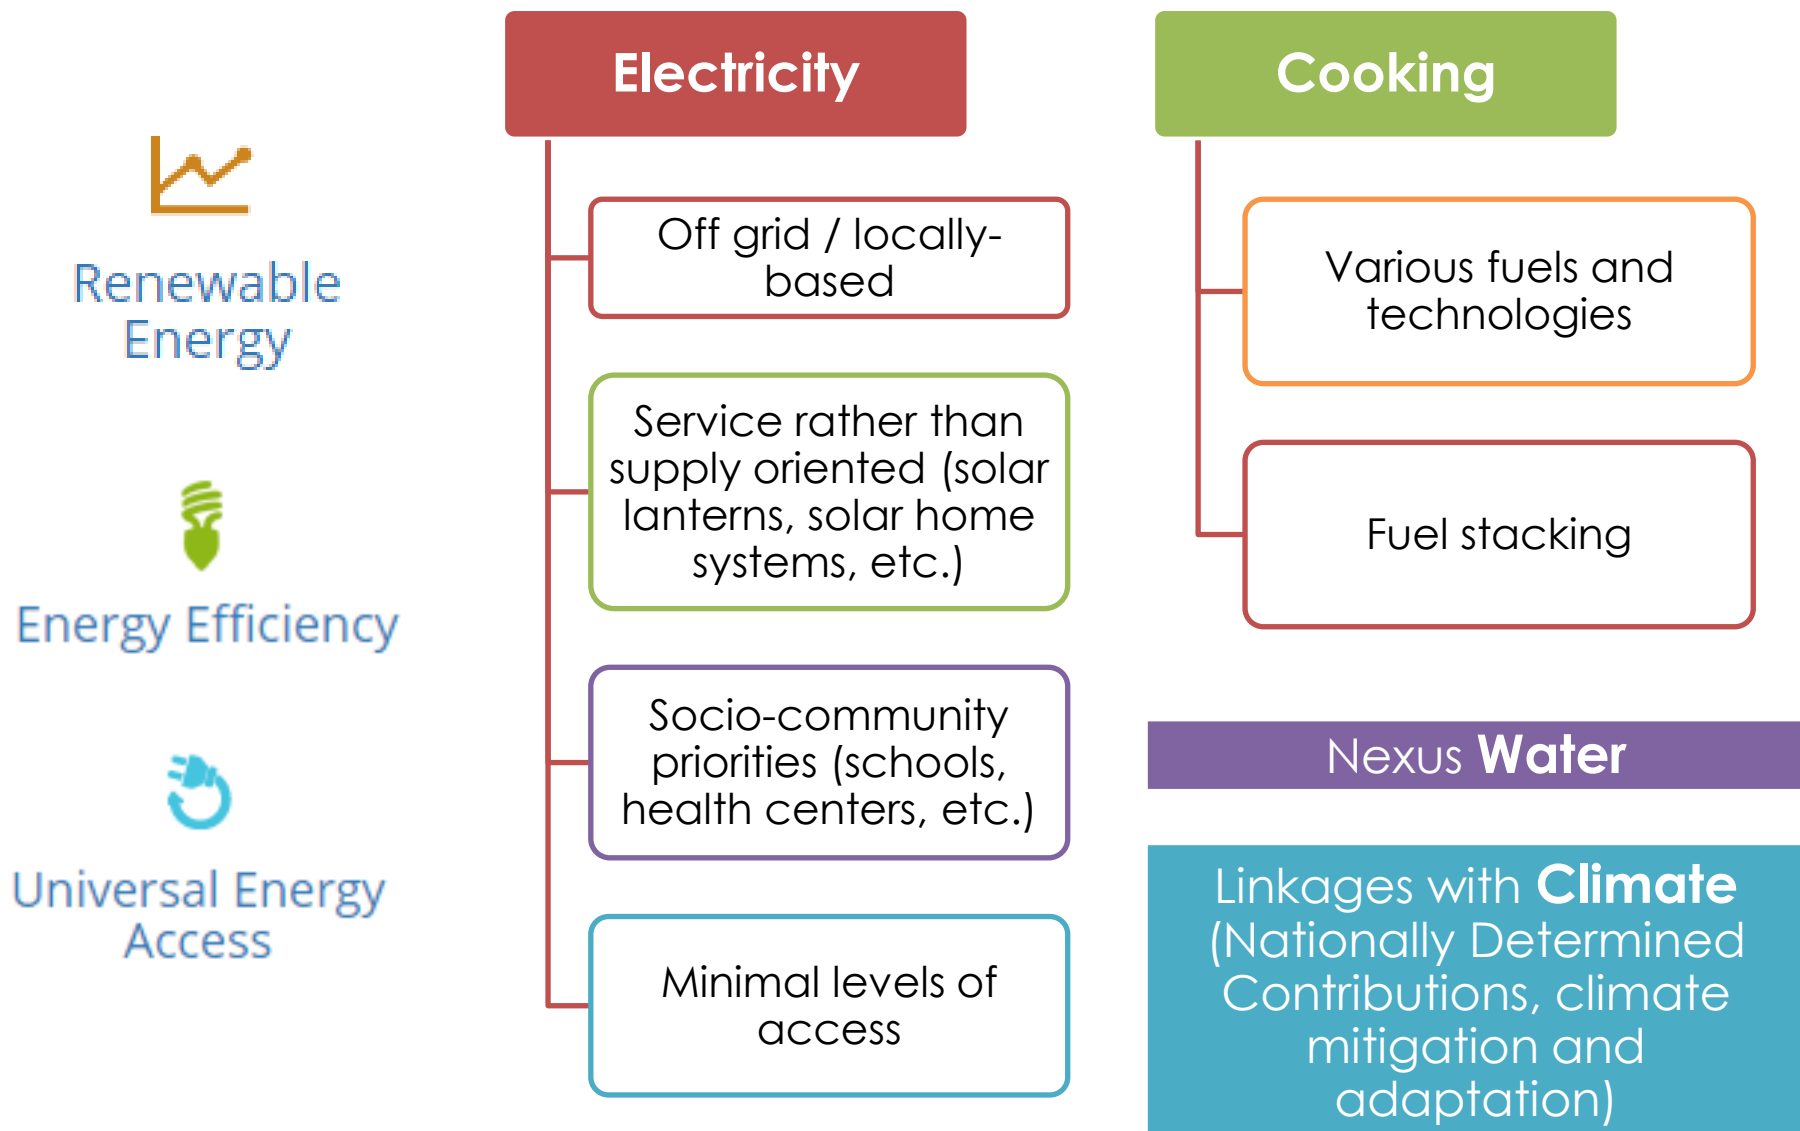 Renewable
Energy
Energy Efficiency
Universal Energy
Access
Electricity
Off grid / locally-
based
Service rather than
supply oriented (solar
lanterns, solar home
systems, etc.)
Socio-community
priorities (schools,
health centers, etc.)
Minimal levels of
access
Cooking
Various fuels and
technologies
Fuel stacking
Nexus Water
Linkages with Climate
(Nationally Determined
Contributions, climate
mitigation and
adaptation)